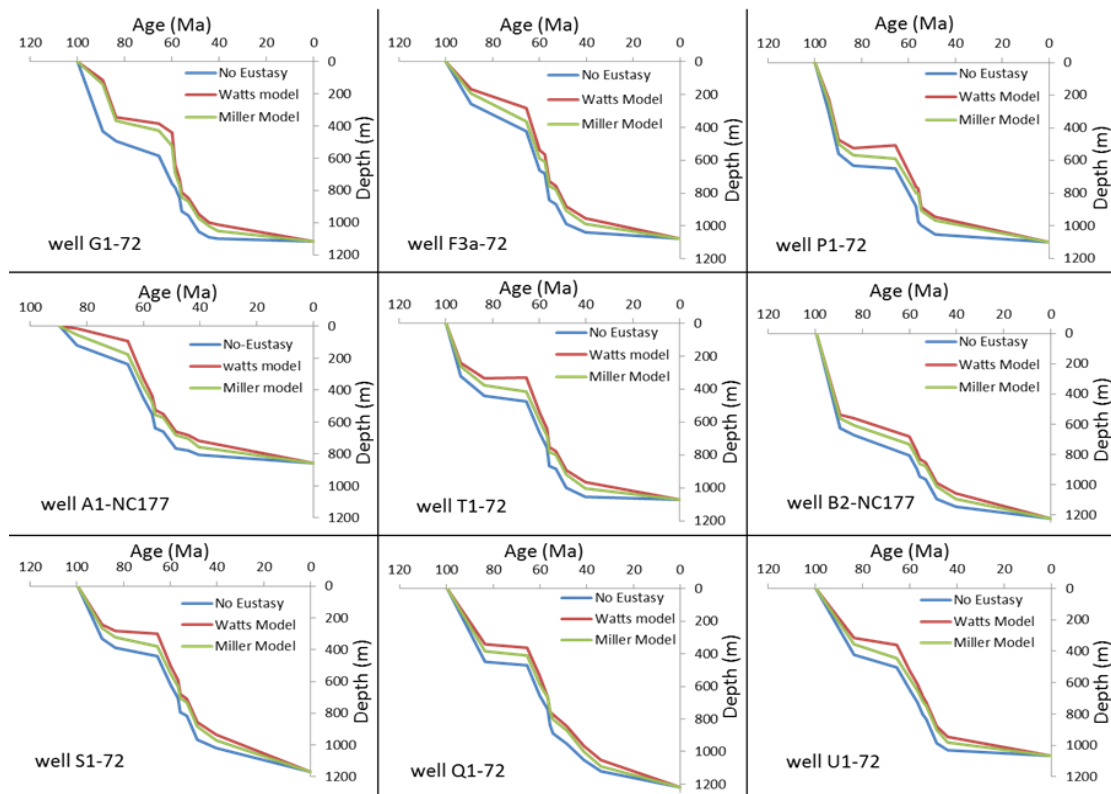 Age (Ma)
120 100 80 60 40 20 0
0
200
400
600
800
1000
1200
Depth (m)
No Eustasy
Watts model
Miller Model
well G1-72
Age (Ma)
120 100 80 60 40 20 0
0
200
400
600
800
1000
1200
Depth (m)
No Eustasy
Watts model
Miller Model
well F3a-72
Age (Ma)
120 100 80 60 40 20 0
0
200
400
600
800
1000
1200
Depth (m)
No Eustasy
Watts Model
Miller Model
well P1-72
Age (Ma)
100 80 60 40 20 0
0
200
400
600
800
1000
1200
Depth (m)
No-Eustasy
watts model
Miller model
well A1-NC177
Age (Ma)
120 100 80 60 40 20 0
0
200
400
600
800
1000
1200
Depth (m)
No Eustasy
Watts model
Miller Model
well T1-72
Age (Ma)
120 100 80 60 40 20 0
0
200
400
600
800
1000
1200
Depth (m)
No Eustasy
Watts Model
Miller Model
well B2-NC177
Age (Ma)
120 100 80 60 40 20 0
0
200
400
600
800
1000
1200
Depth (m)
No Eustasy
Watts Model
Miller Model
well S1-72
Age (Ma)
120 100 80 60 40 20 0
0
200
400
600
800
1000
1200
Depth (m)
No Eustasy
Watts Model
Miller Model
well Q1-72
Age (Ma)
120 100 80 60 40 20 0
0
200
400
600
800
1000
1200
Depth (m)
No Eustasy
Watts Model
Miller Model
well U1-72